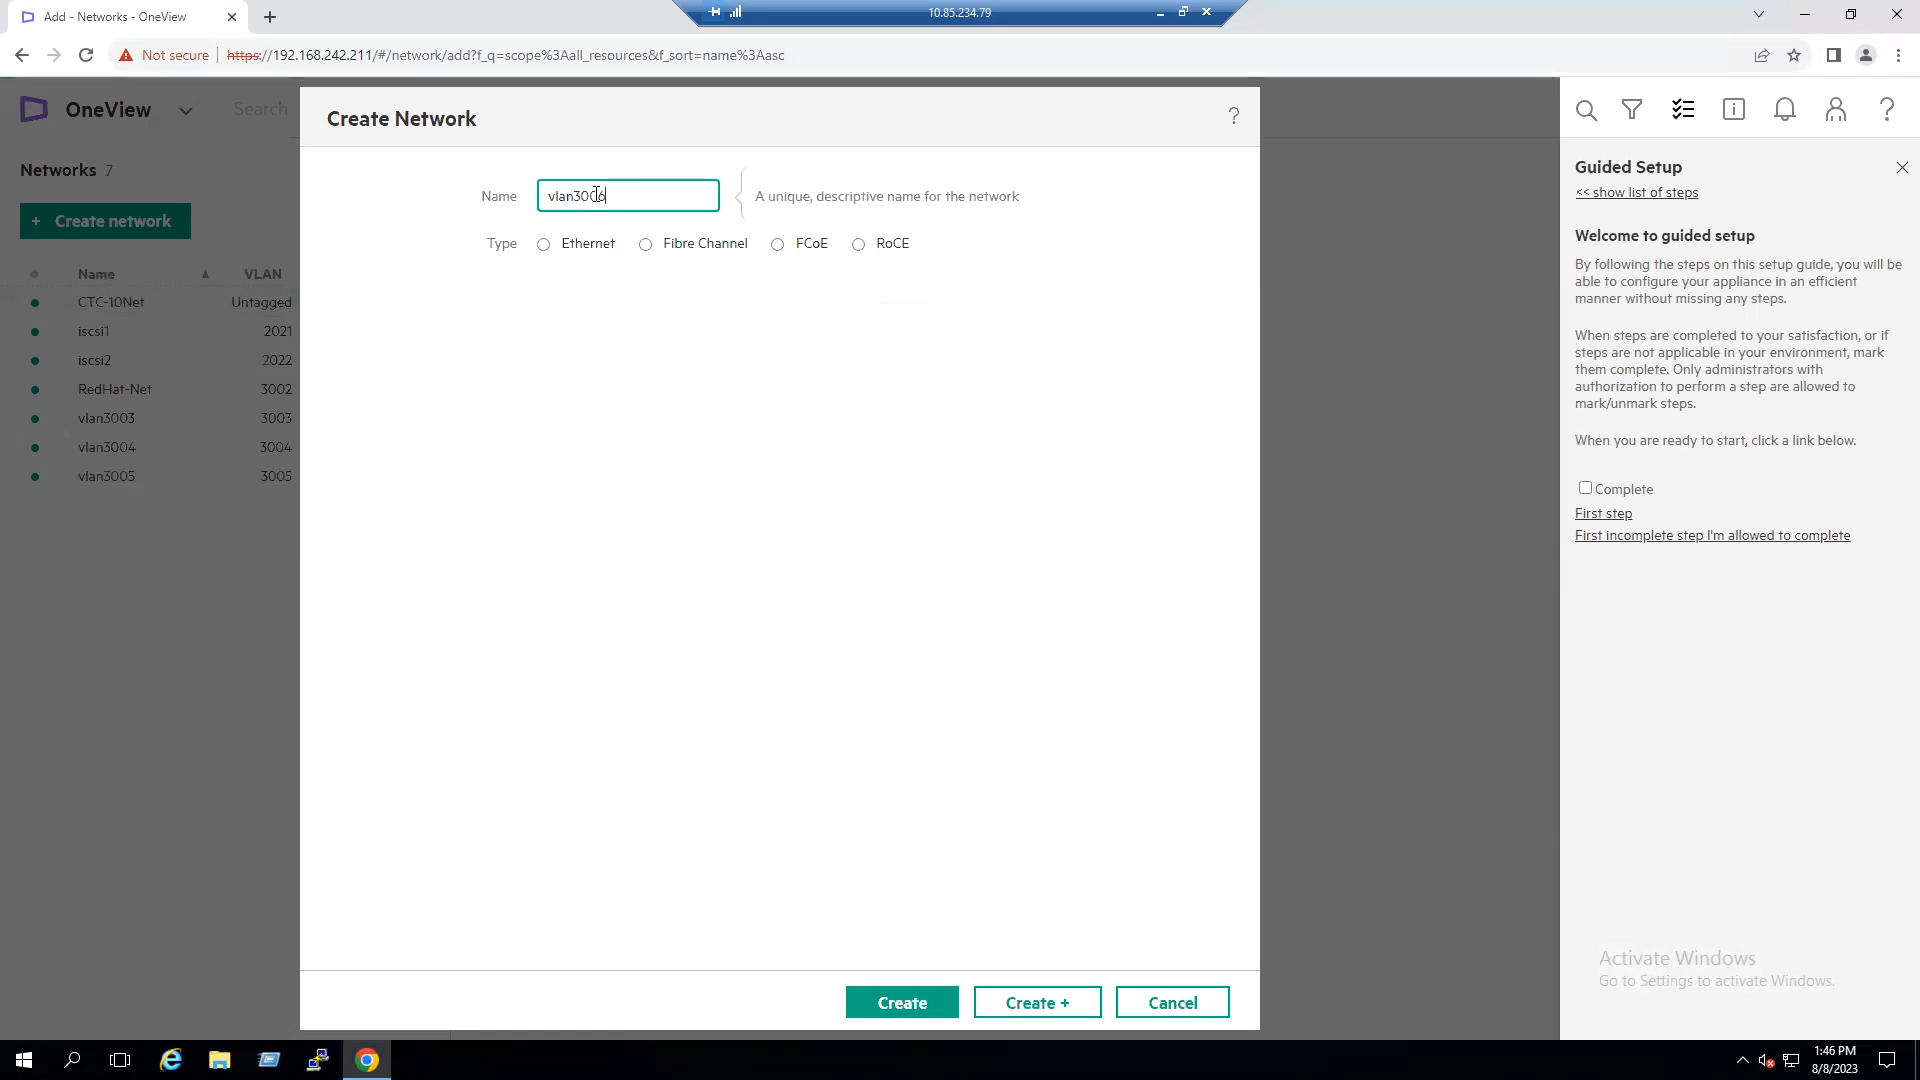 Add - Networks - OneView
10.85.234.79
Not secure
https://192.168.242.211/#/network/add?f_q=scope%3Aall_resources&f_sort=name%3Aasc
OneView
Search
Networks 7
+ Create network
Name VLAN
CTC-10Net Untagged
iscsi1 2021
iscsi2 2022
RedHat-Net 3002
vlan3003 3003
vlan3004 3004
vlan3005 3005
Create Network
?
Name vlan3006 A unique, descriptive name for the network
Type Ethernet Fibre Channel FCoE RoCE
Create
Create +
Cancel
Guided Setup
<< show list of steps
Welcome to guided setup
By following the steps on this setup guide, you will be
able to configure your appliance in an efficient
manner without missing any steps.
When steps are completed to your satisfaction, or if
steps are not applicable in your environment, mark
them complete. Only administrators with
authorization to perform a step are allowed to
mark/unmark steps.
When you are ready to start, click a link below.
Complete
First step
First incomplete step I'm allowed to complete
Activate Windows
Go to Settings to activate Windows.
1:46 PM
8/8/2023